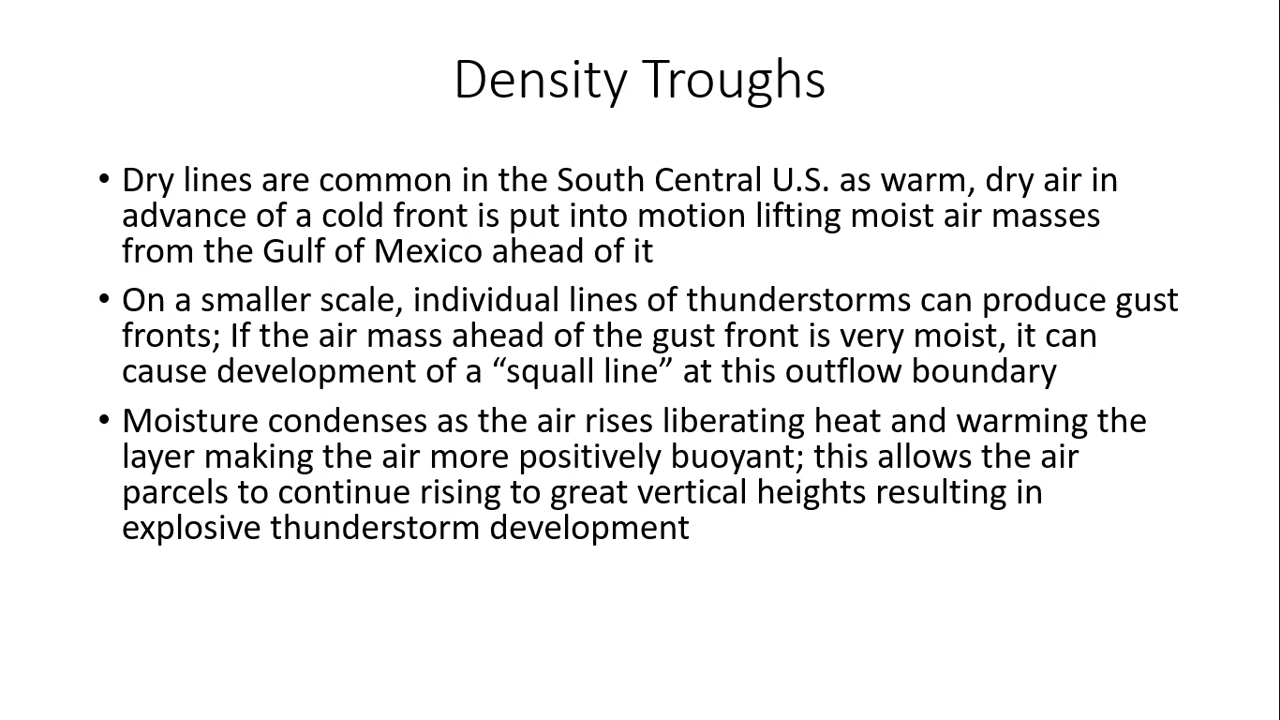 Density Troughs
• Dry lines are common in the South Central U.S. as warm, dry air in
advance of a cold front is put into motion lifting moist air masses
from the Gulf of Mexico ahead of it
• On a smaller scale, individual lines of thunderstorms can produce gust
fronts; If the air mass ahead of the gust front is very moist, it can
cause development of a “squall line” at this outflow boundary
• Moisture condenses as the air rises liberating heat and warming the
layer making the air more positively buoyant; this allows the air
parcels to continue rising to great vertical heights resulting in
explosive thunderstorm development